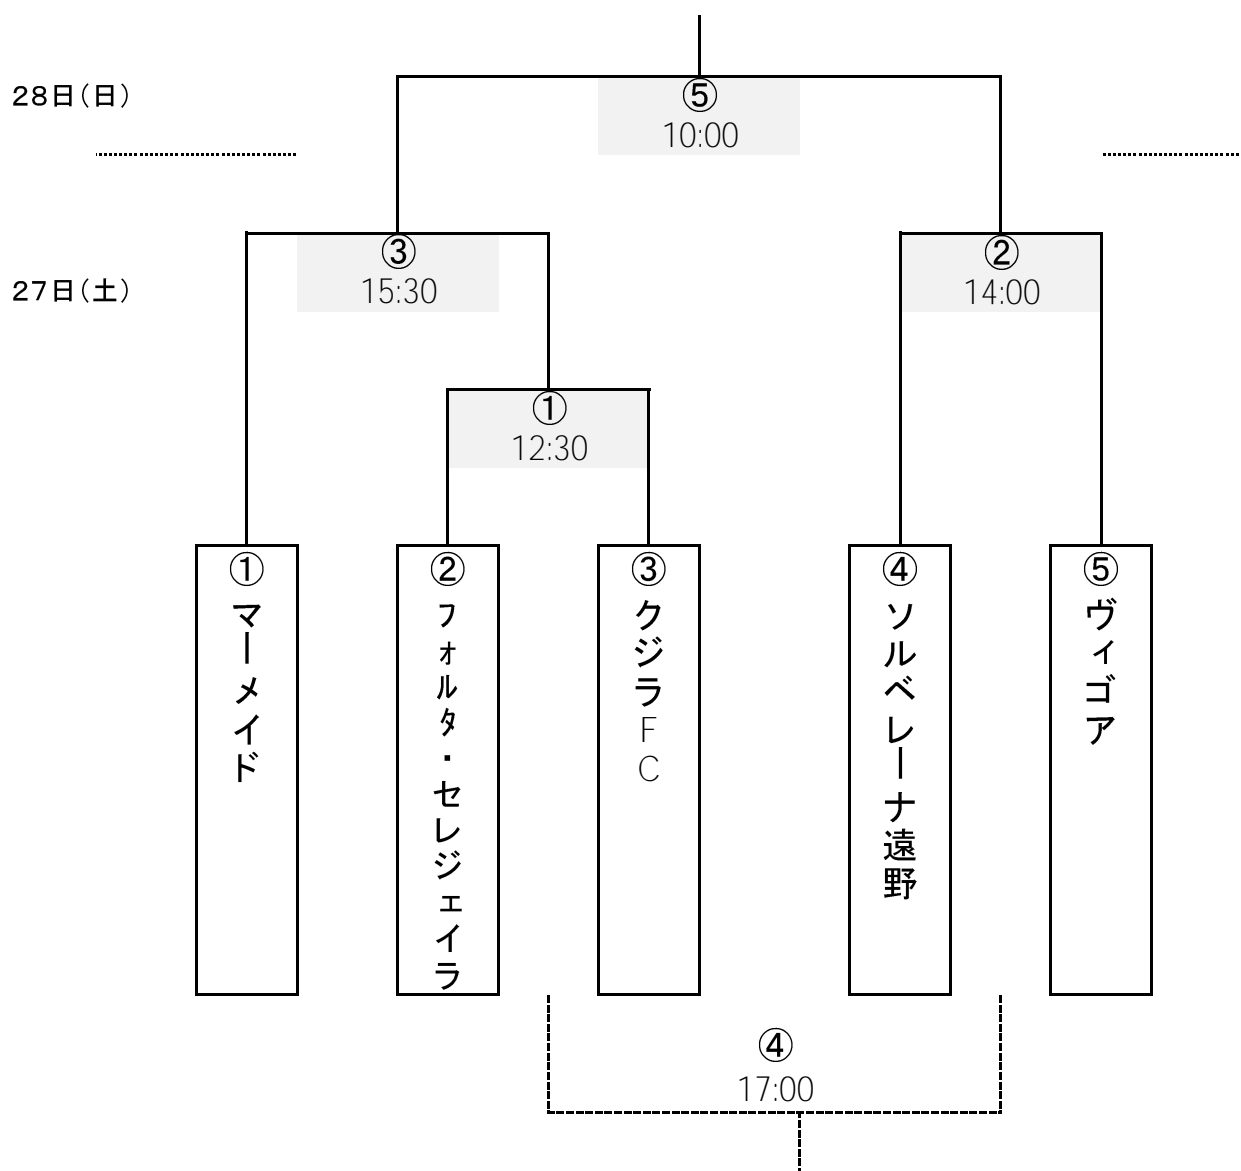 28日(日)
⑤
10:00
③
15:30
②
14:00
27日(土)
①
12:30
①マーメイド
②フォルタ・セレジェイラ
③クジラFC
④ソルベレーナ遠野
⑤ヴィゴア
④
17:00